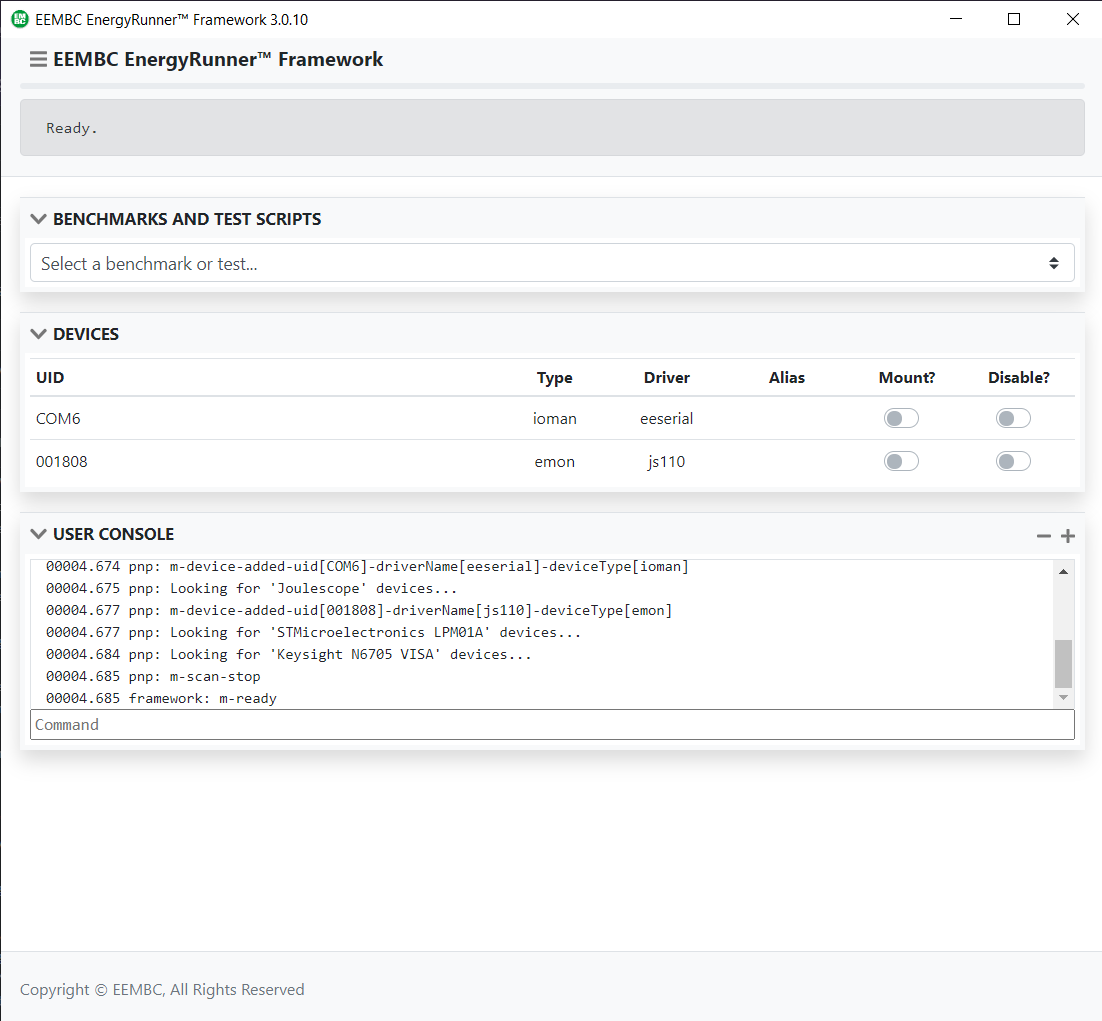 EEMBC EnergyRunner™ Framework 3.0.10
EEMBC EnergyRunner™ Framework
Ready.
BENCHMARKS AND TEST SCRIPTS
Select a benchmark or test...
DEVICES
UID Type Driver Alias Mount? Disable?
COM6 ioman eeserial
001808 emon js110
USER CONSOLE
00004.674 pnp: m-device-added-uid[COM6]-driverName[eeserial]-deviceType[ioman]
00004.675 pnp: Looking for 'Joulescope' devices...
00004.677 pnp: m-device-added-uid[001808]-driverName[js110]-deviceType[emon]
00004.677 pnp: Looking for 'STMicroelectronics LPM01A' devices...
00004.684 pnp: Looking for 'Keysight N6705 VISA' devices...
00004.685 pnp: m-scan-stop
00004.685 framework: m-ready
Command
Copyright © EEMBC, All Rights Reserved